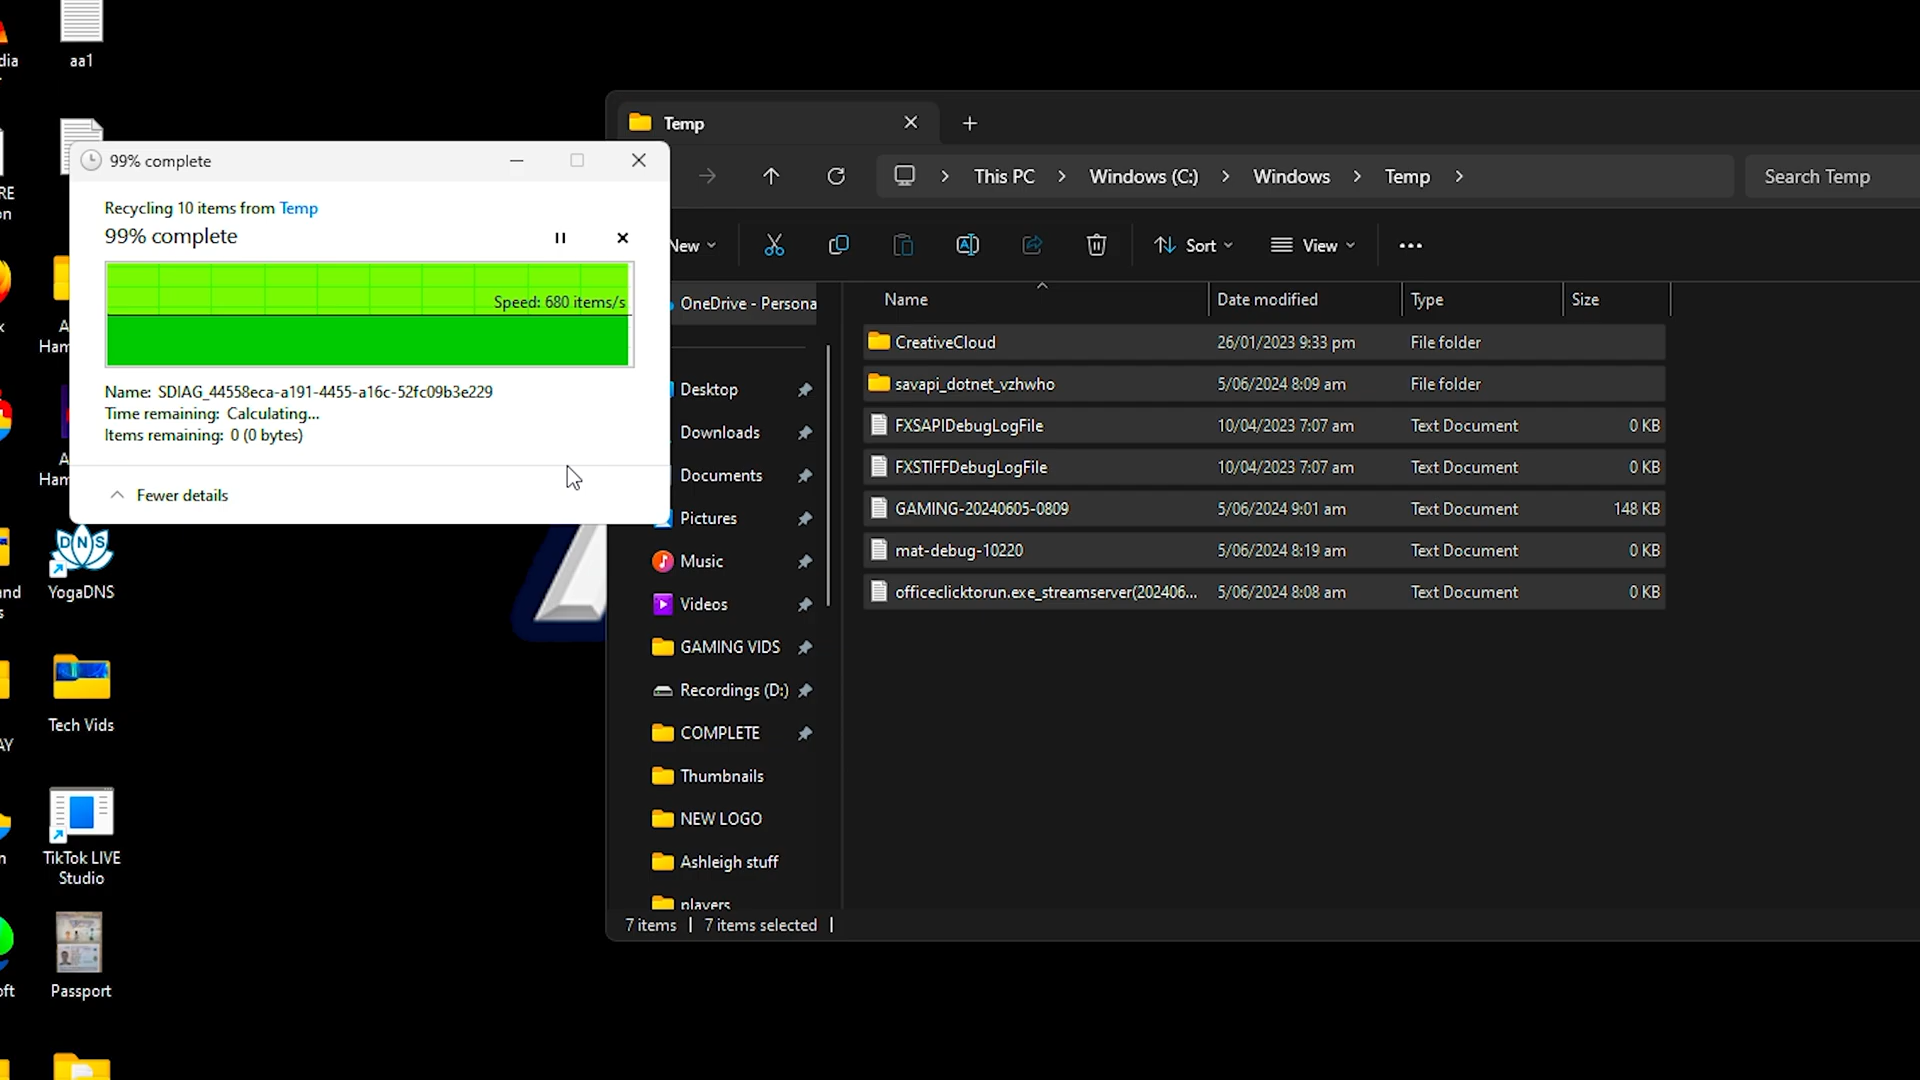 dia
aa1
RE
on
x
A
Ham
A
Ham
and
s
YogaDNS
Tech Vids
AY
TikTok LIVE
Studio
n
oft
Passport
99% complete
Recycling 10 items from Temp
99% complete
Speed: 680 items/s
Name: SDIAG_44558eca-a191-4455-a16c-52fc09b3e229
Time remaining: Calculating...
Items remaining: 0 (0 bytes)
Fewer details
Temp
This PC > Windows (C:) > Windows > Temp >
Search Temp
New
Sort
View
OneDrive - Persona
Desktop
Downloads
Documents
Pictures
Music
Videos
GAMING VIDS
Recordings (D:)
COMPLETE
Thumbnails
NEW LOGO
Ashleigh stuff
players
Name Date modified Type Size
CreativeCloud 26/01/2023 9:33 pm File folder
savapi_dotnet_vzhwho 5/06/2024 8:09 am File folder
FXSAPIDebugLogFile 10/04/2023 7:07 am Text Document 0 KB
FXSTIFFDebugLogFile 10/04/2023 7:07 am Text Document 0 KB
GAMING-20240605-0809 5/06/2024 9:01 am Text Document 148 KB
mat-debug-10220 5/06/2024 8:19 am Text Document 0 KB
officeclicktorun.exe_streamserver(202406... 5/06/2024 8:08 am Text Document 0 KB
7 items | 7 items selected |